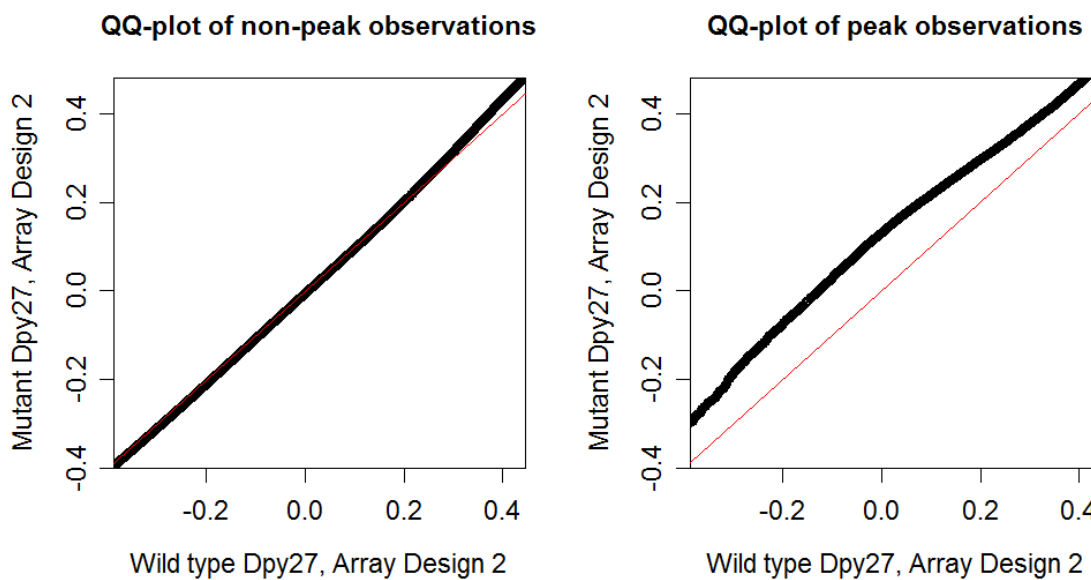 QQ-plot of non-peak observations
Mutant Dpy27, Array Design 2
0.4
0.2
0.0
-0.2
-0.4
-0.2 0.0 0.2 0.4
Wild type Dpy27, Array Design 2
QQ-plot of peak observations
Mutant Dpy27, Array Design 2
0.4
0.2
0.0
-0.2
-0.4
-0.2 0.0 0.2 0.4
Wild type Dpy27, Array Design 2